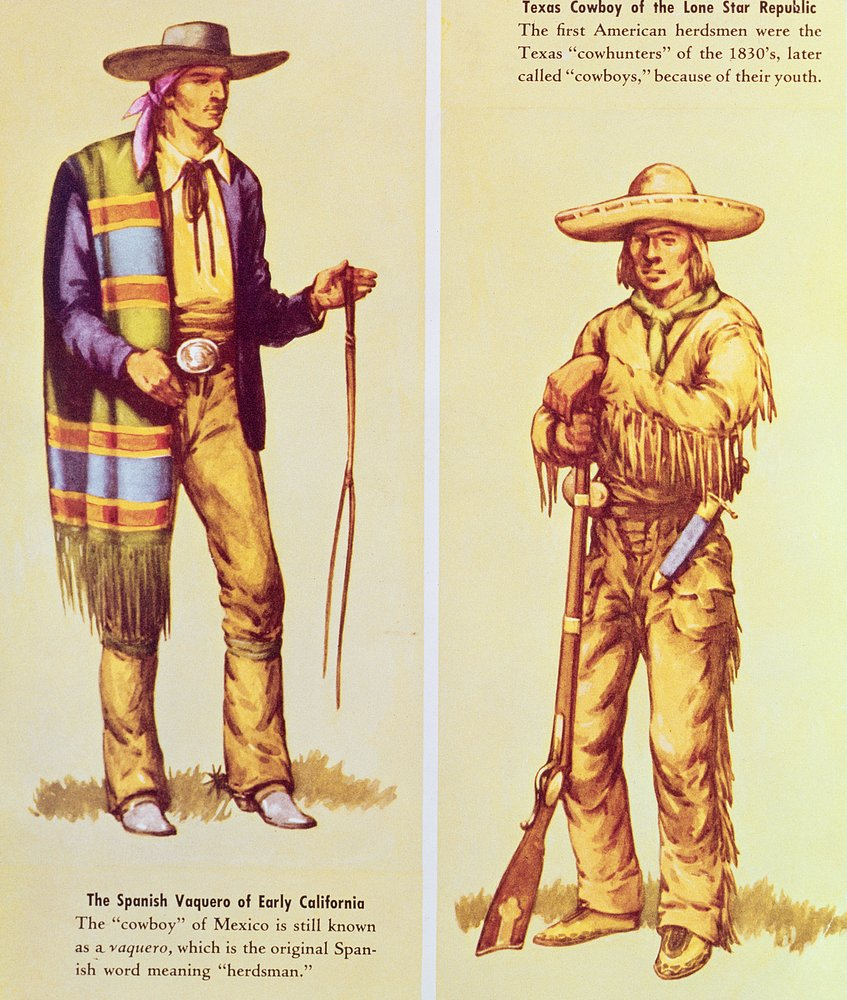 Texas Cowboy of the Lone Star Republic
The first American herdsmen were the
Texas “cowhunters” of the 1830’s, later
called “cowboys,” because of their youth.
The Spanish Vaquero of Early California
The “cowboy” of Mexico is still known
as a vaquero, which is the original Span-
ish word meaning “herdsman.”